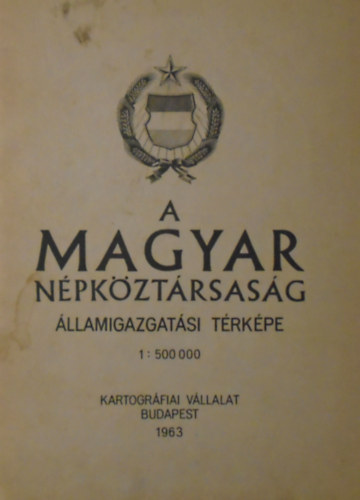 A
MAGYAR
NÉPKÖZTÁRSASÁG
ÁLLAMIGAZGATÁSI TÉRKÉPE
1: 500 000
KARTOGRÁFIAI VÁLLALAT
BUDAPEST
1963